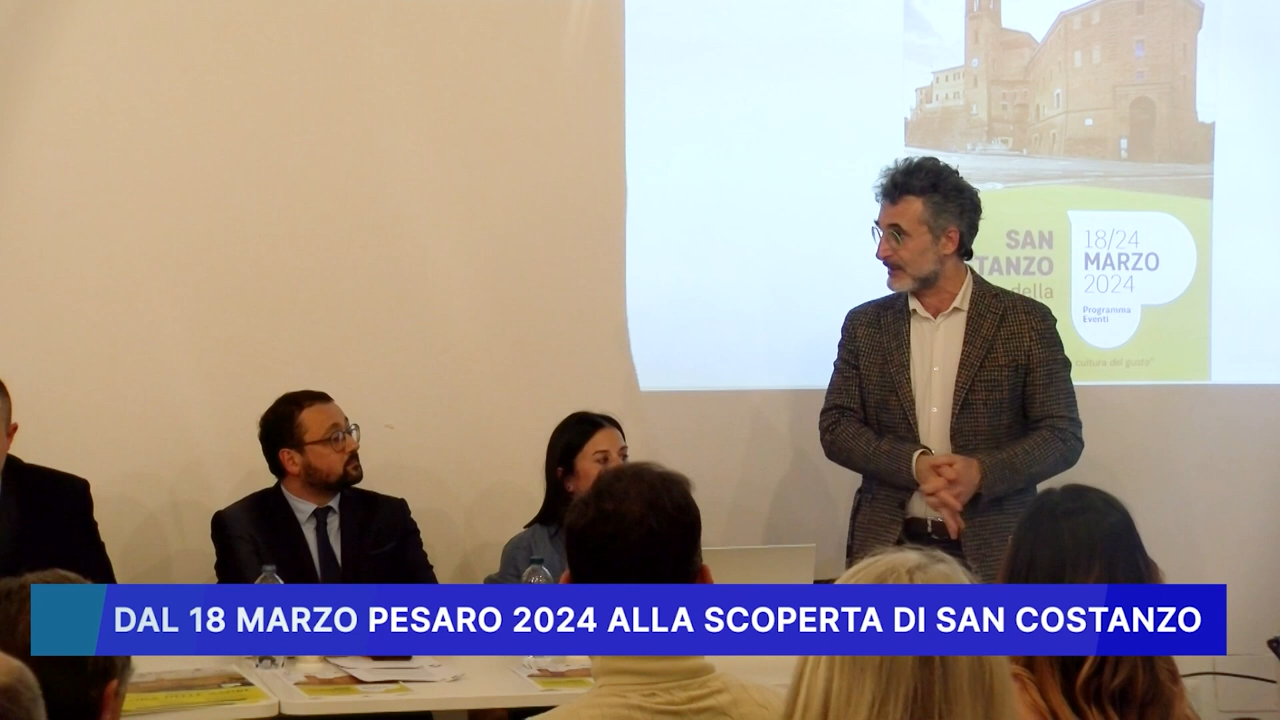 SAN
TANZO
della
18/24
MARZO
2024
Programma
Eventi
cultura del gusto"
DAL 18 MARZO PESARO 2024 ALLA SCOPERTA DI SAN COSTANZO